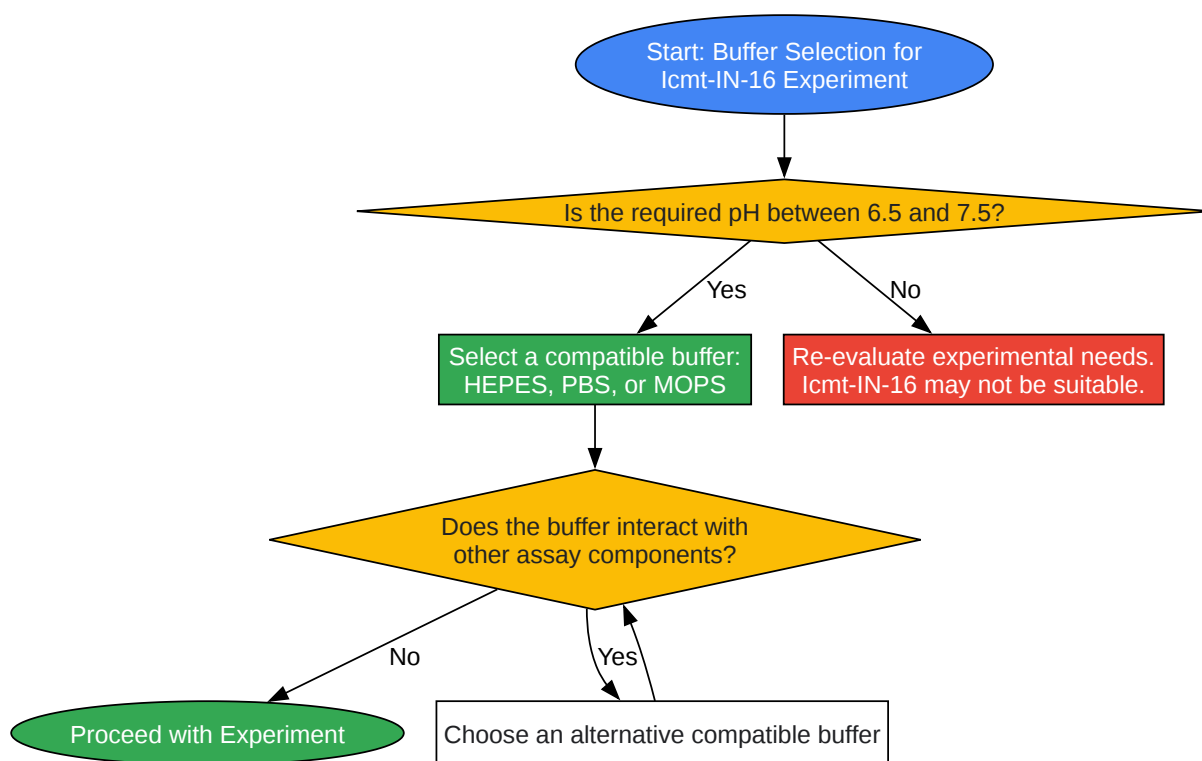 Start: Buffer Selection for
Icmt-IN-16 Experiment
Is the required pH between 6.5 and 7.5?
Yes
No
Select a compatible buffer:
HEPES, PBS, or MOPS
Re-evaluate experimental needs.
Icmt-IN-16 may not be suitable.
Does the buffer interact with
other assay components?
No
Yes
Proceed with Experiment
Choose an alternative compatible buffer